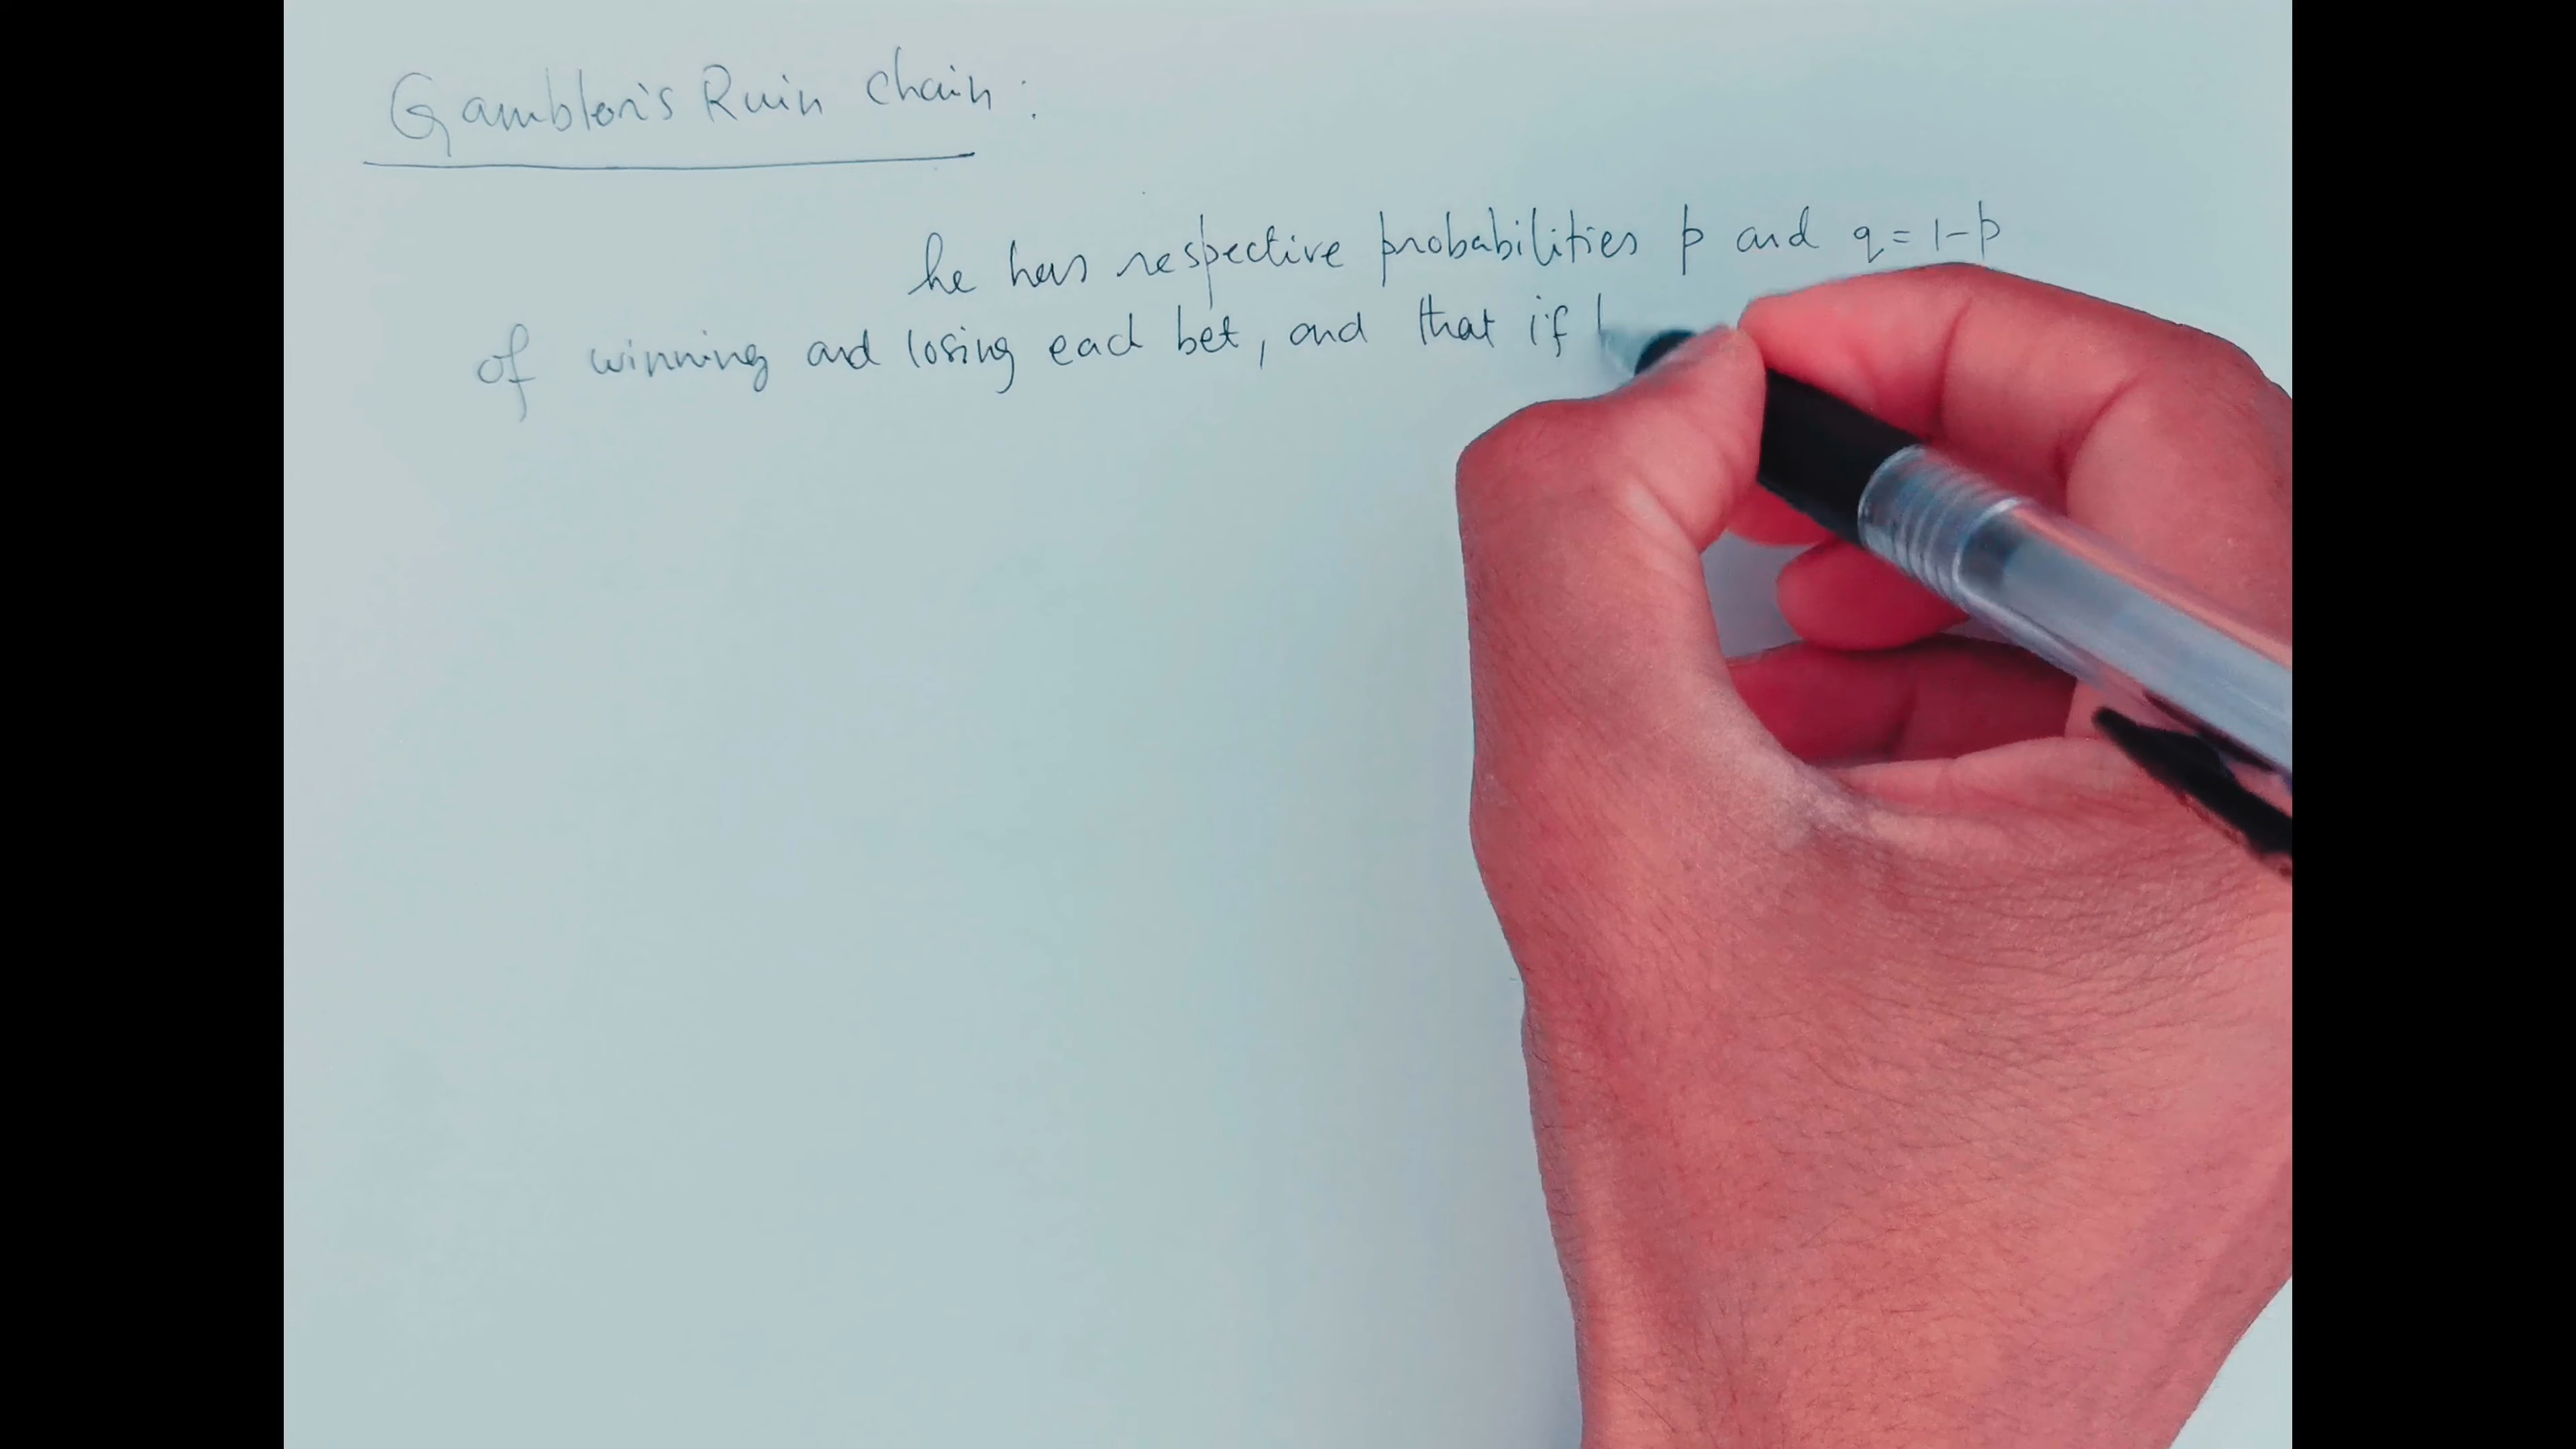 Gambler's Ruin chain:
he has respective probabilities p and q = 1-p
of winning and losing each bet, and that if